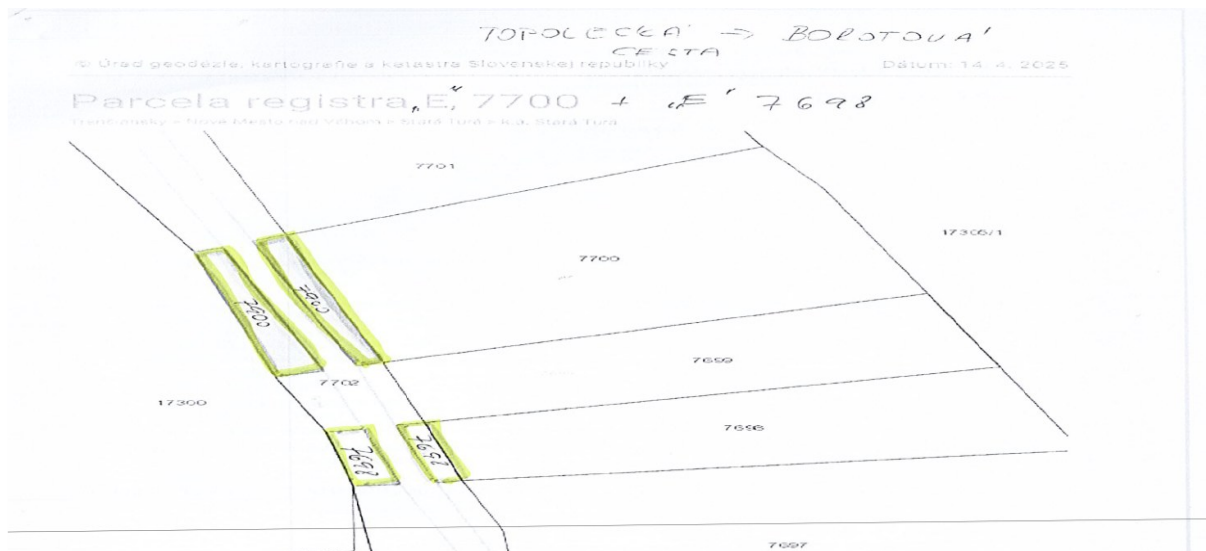 TOPOLECKÁ → BOROTOVÁ
CESTA
© Úrad geodézie, kartografie a katastra Slovenskej republiky
Dátum: 14. 4. 2025
Parcela registra „E“ 7700 + „E“ 7698
Trenčiansky > Nové Mesto nad Váhom > Stará Turá > k.ú. Stará Turá
7701
17306/1
7700
7700
7700
7699
7702
17300
7698
7698
7698
7697